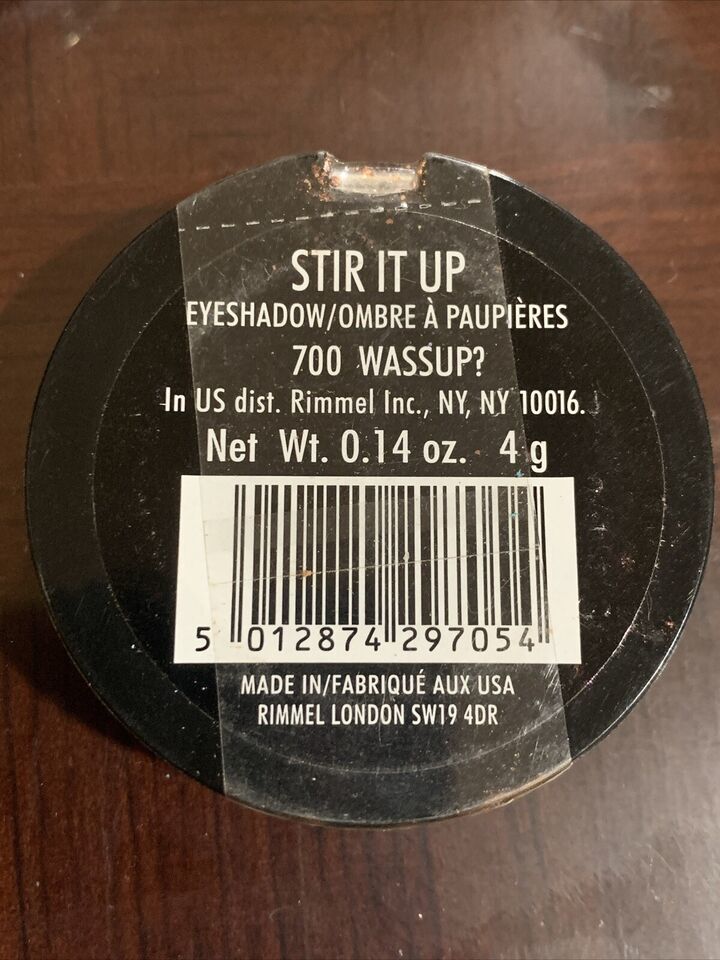 STIR IT UP
EYESHADOW/OMBRE À PAUPIÈRES
700 WASSUP?
In US dist. Rimmel Inc., NY, NY 10016.
Net Wt. 0.14 oz. 4 g
5 012874 297054
MADE IN/FABRIQUÉ AUX USA
RIMMEL LONDON SW19 4DR